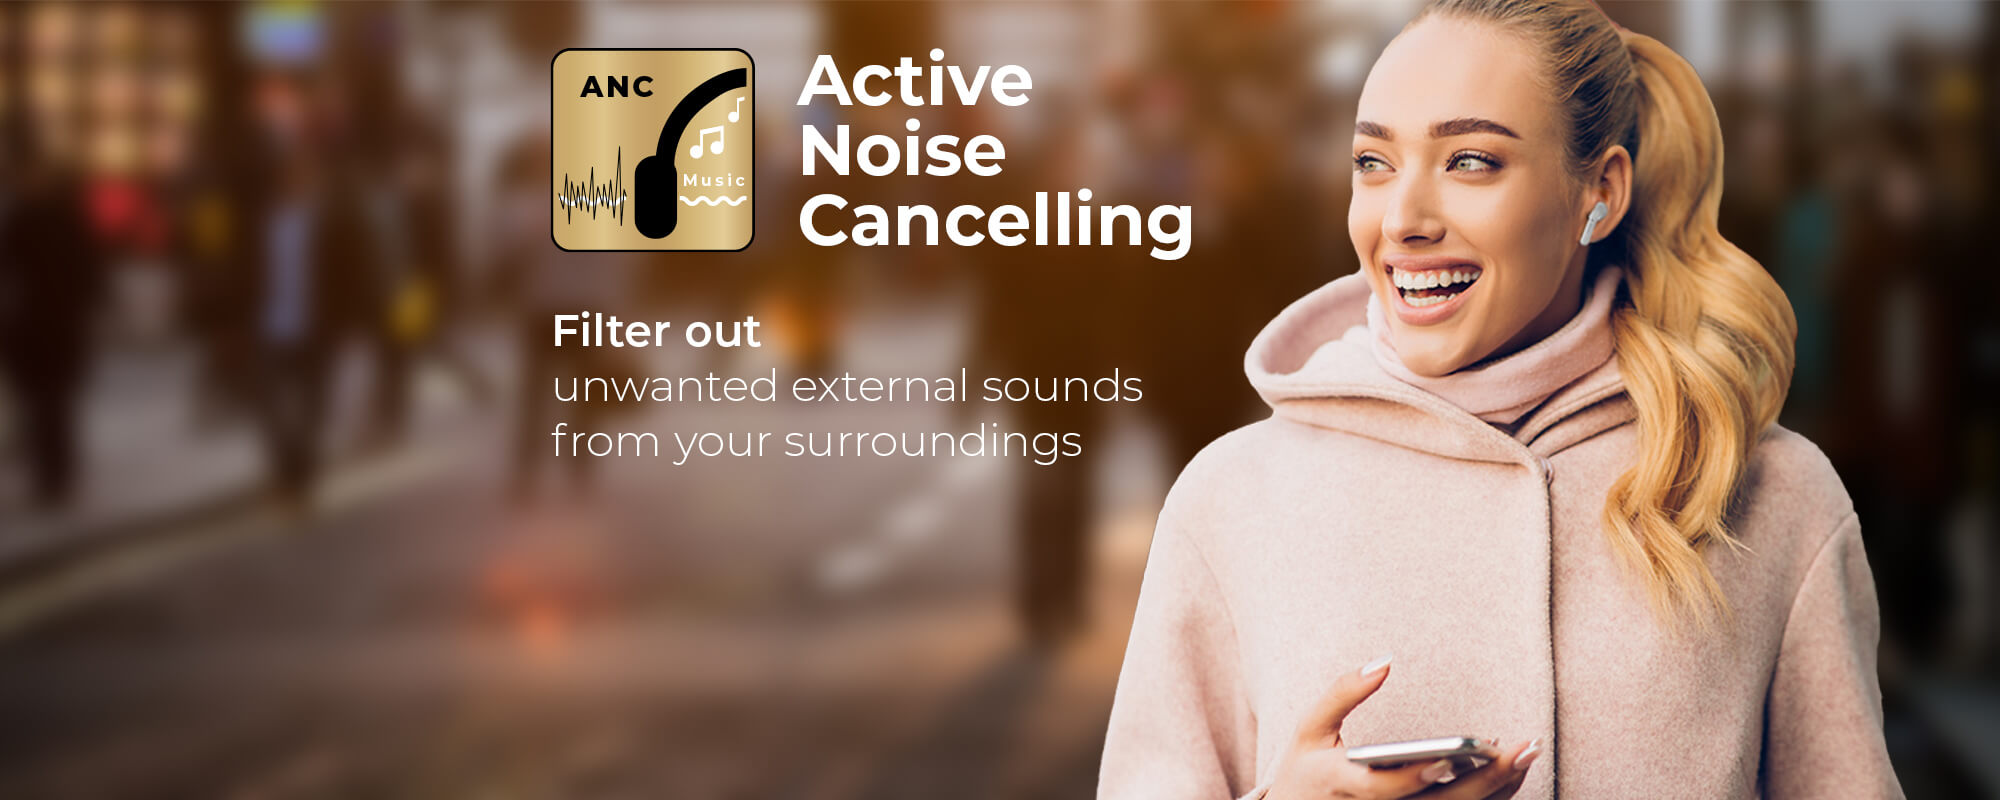 ANC
Music
Active
Noise
Cancelling
Filter out
unwanted external sounds
from your surroundings